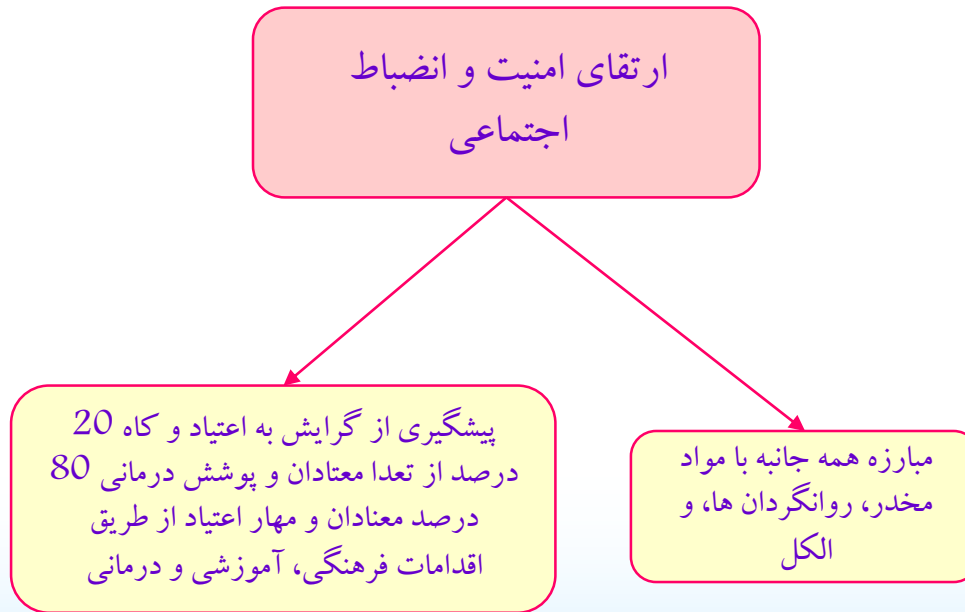 ارتقای امنیت و انضباط
اجتماعی
مبارزه همه جانبه با مواد
مخدر، روانگردان ها، و
الکل
پیشگیری از گرایش به اعتیاد و کاه 20
درصد از تعدا معتادان و پوشش درمانی 80
درصد معنادان و مهار اعتیاد از طریق
اقدامات فرهنگی، آموزشی و درمانی